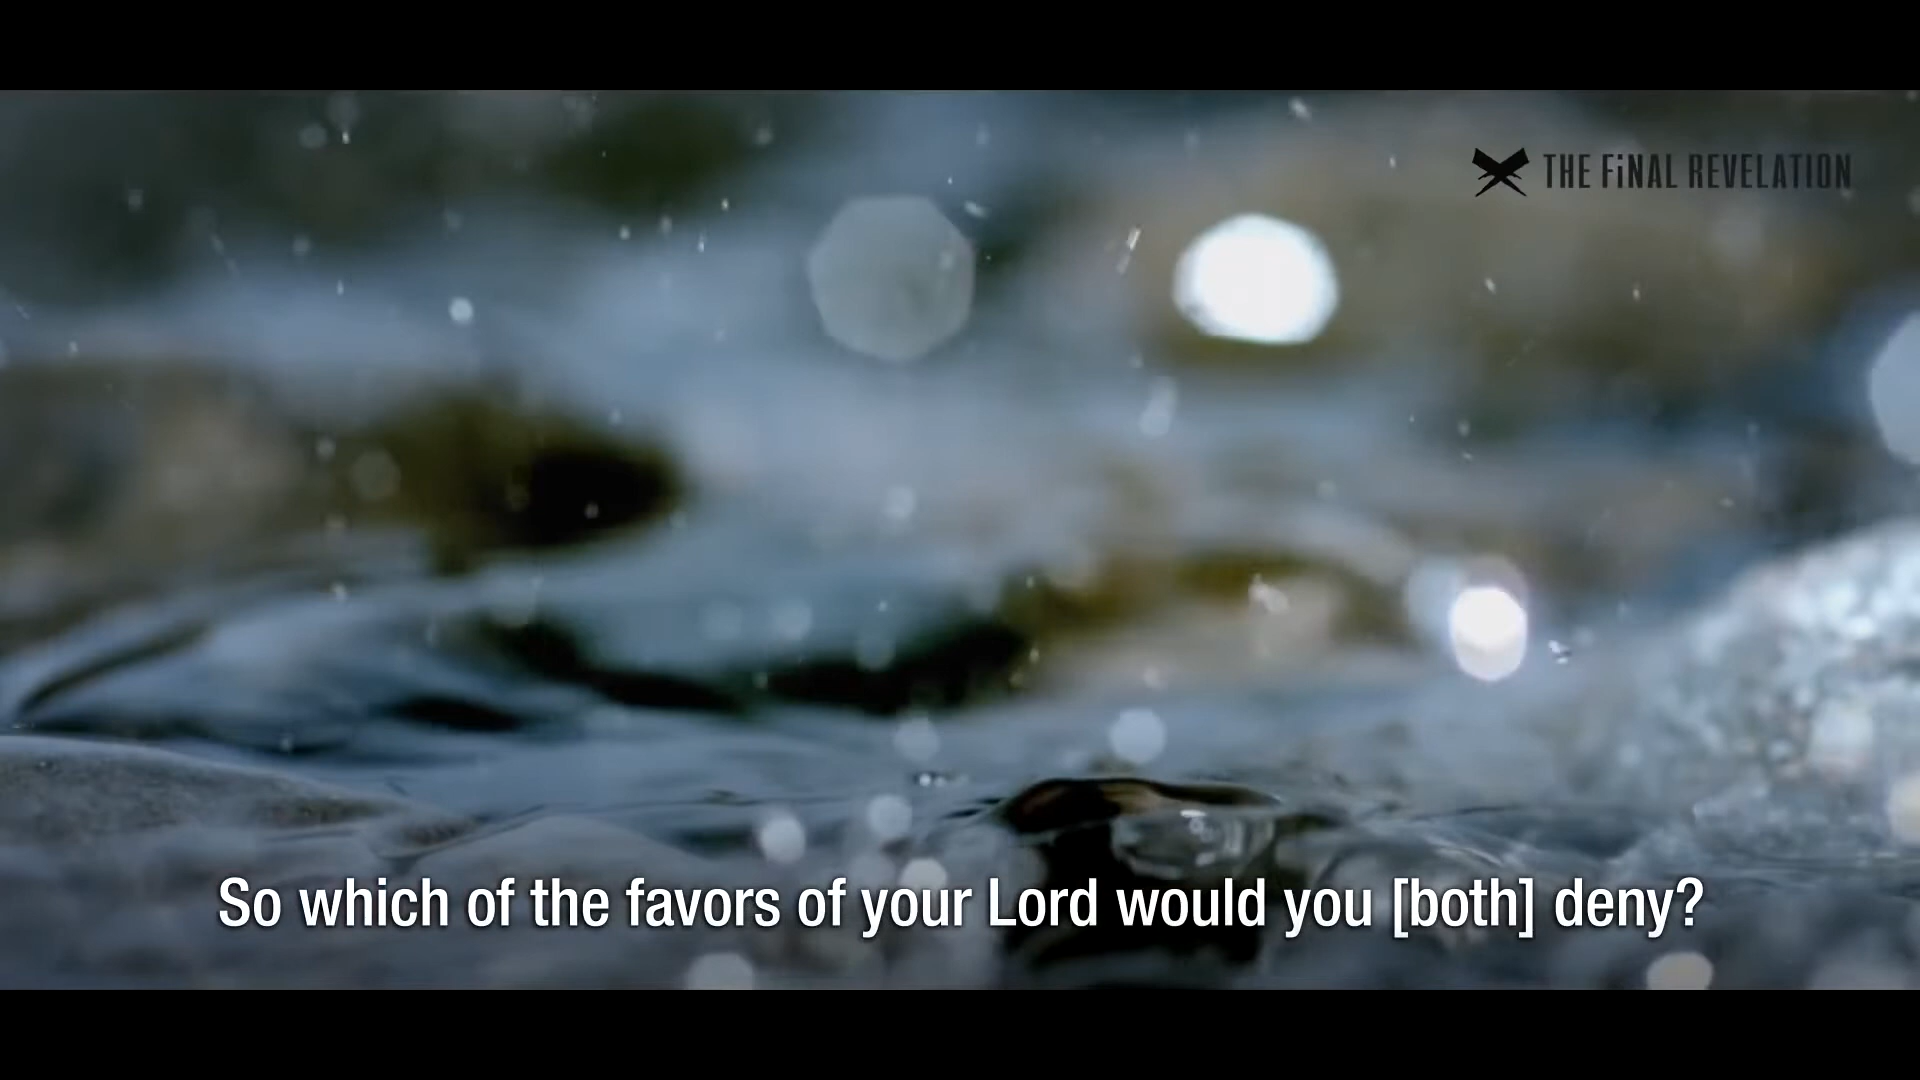 THE FiNAL REVELATION
So which of the favors of your Lord would you [both] deny?